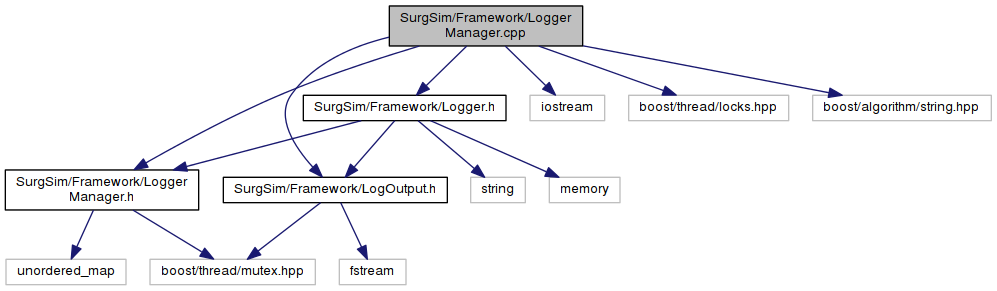 SurgSim/Framework/Logger
Manager.cpp
SurgSim/Framework/Logger.h
iostream
boost/thread/locks.hpp
boost/algorithm/string.hpp
SurgSim/Framework/Logger
Manager.h
SurgSim/Framework/LogOutput.h
string
memory
unordered_map
boost/thread/mutex.hpp
fstream